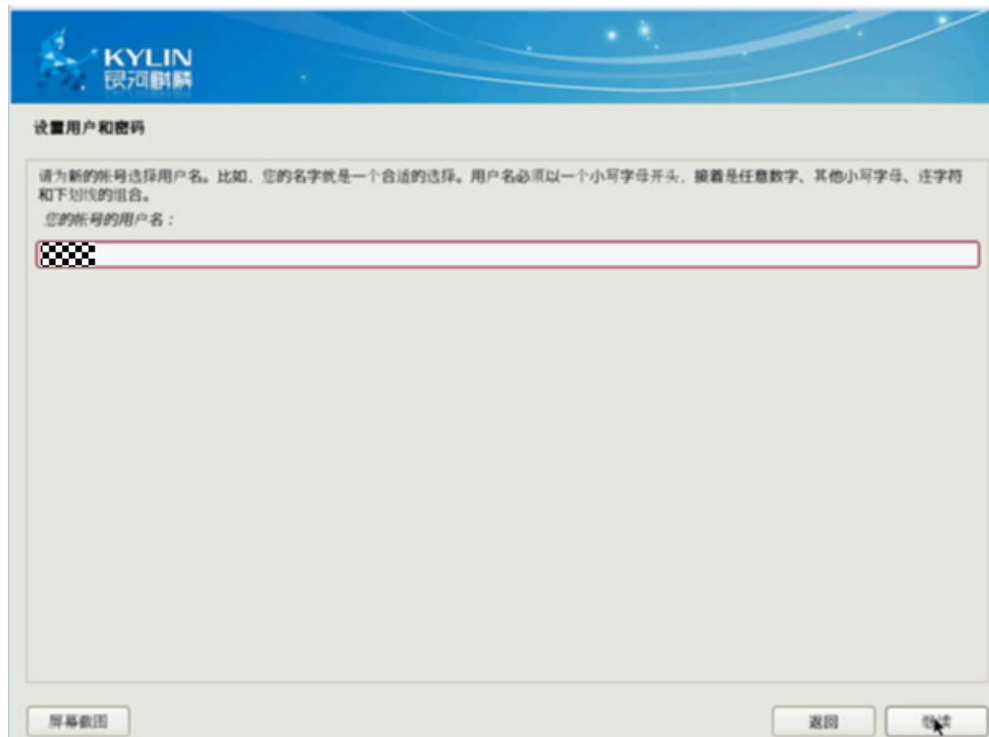 KYLIN
银河麒麟
设置用户和密码
请为新的帐号选择用户名。比如，您的名字就是一个合适的选择。用户名必须以一个小写字母开头，接着是任意数字、其他小写字母、连字符
和下划线的组合。
您的帐号的用户名：
屏幕截图
返回
继续